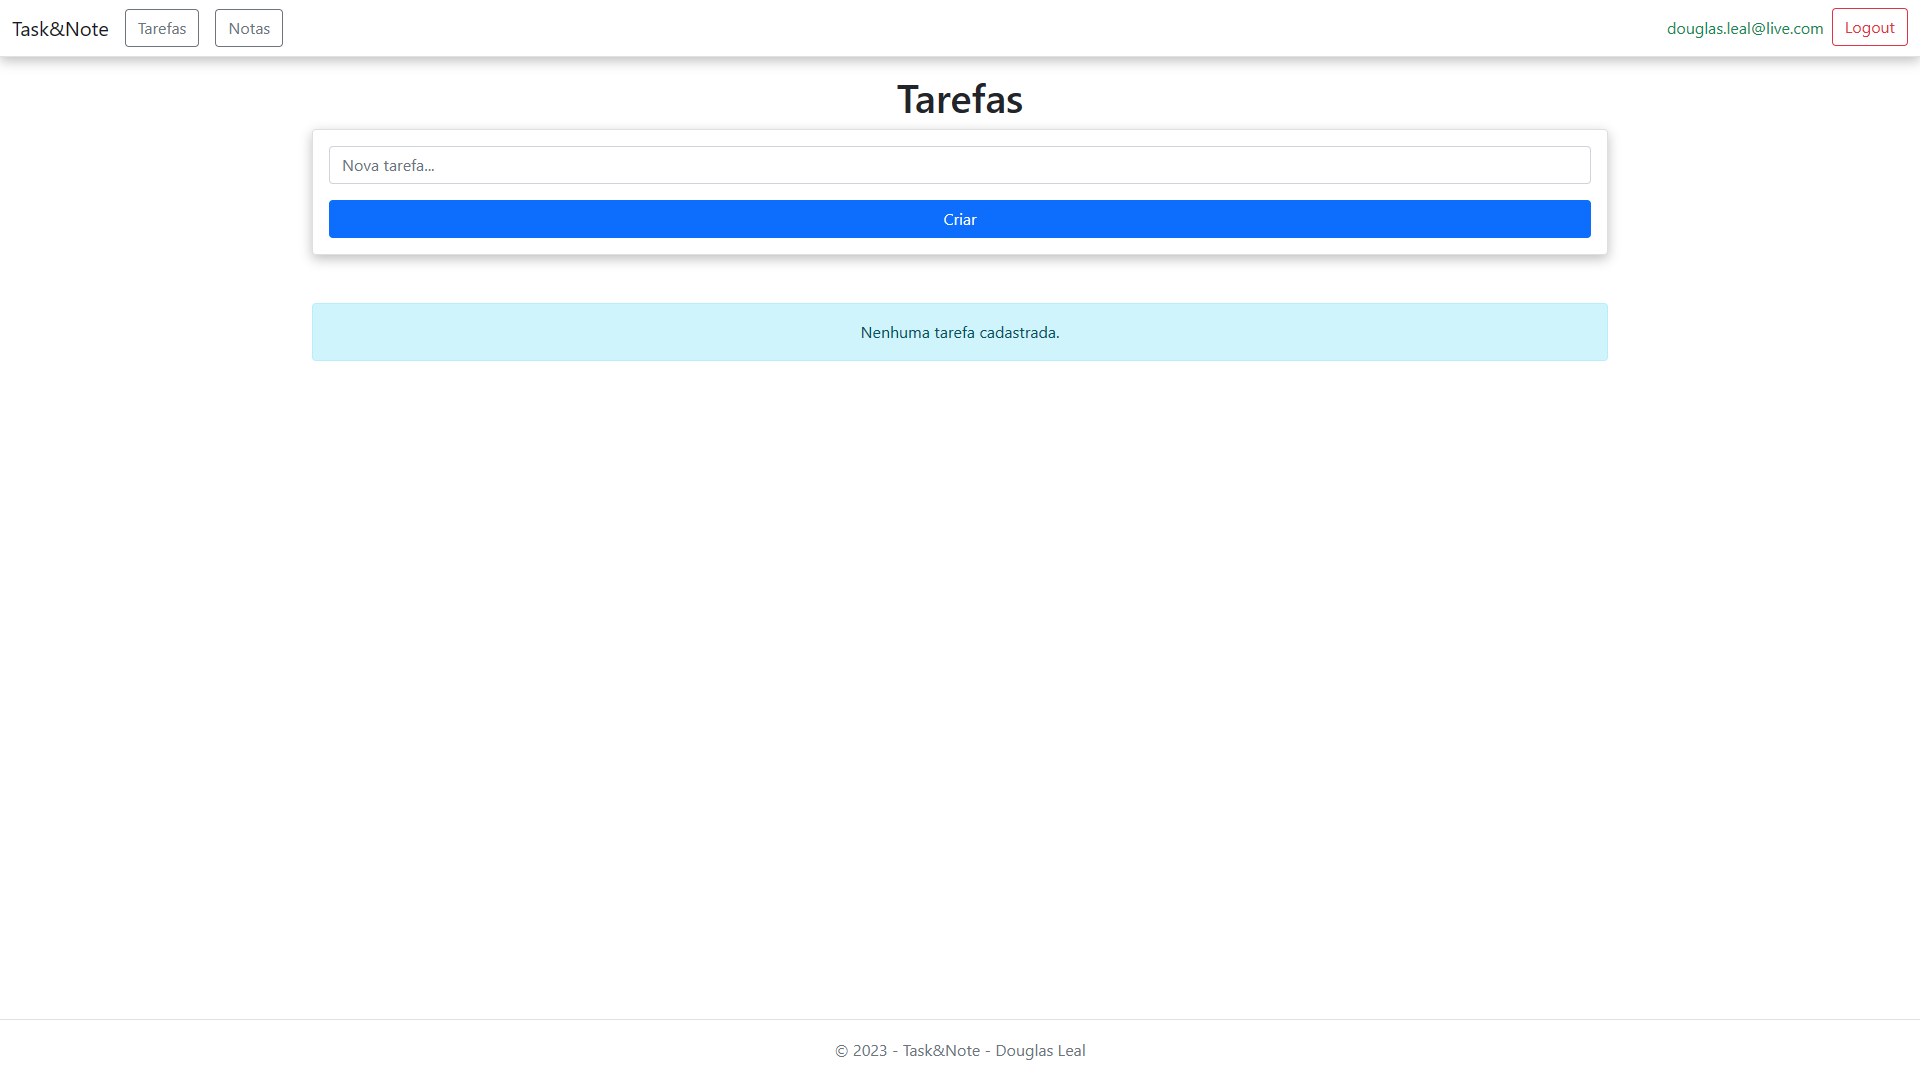 Task&Note Tarefas Notas douglas.leal@live.com Logout
Tarefas
Nova tarefa...
Criar
Nenhuma tarefa cadastrada.
© 2023 - Task&Note - Douglas Leal